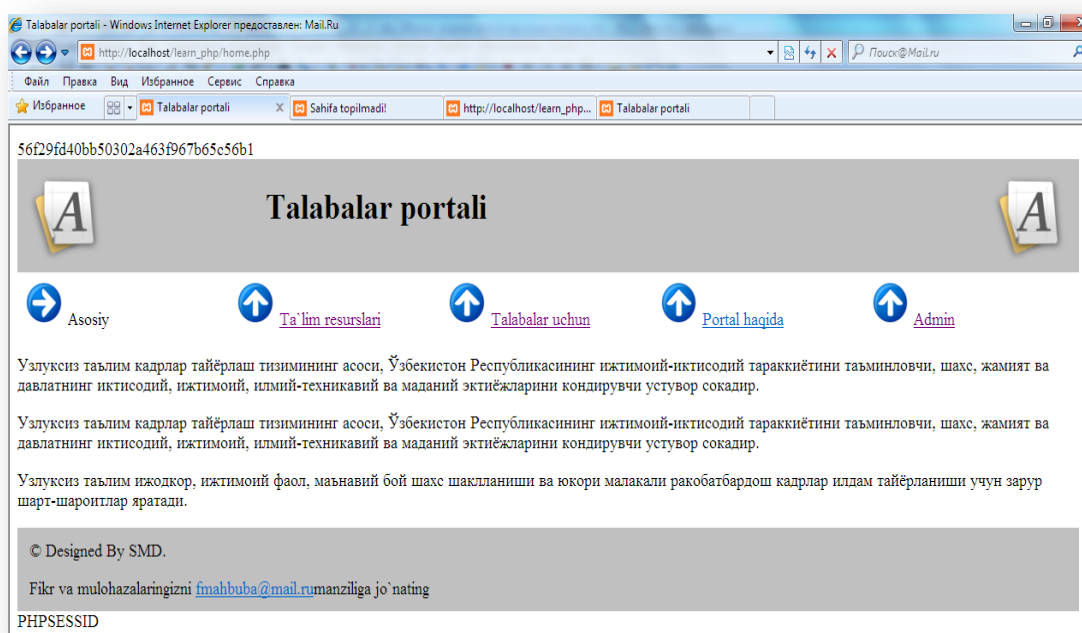 Talabalar portali - Windows Internet Explorer предоставлен: Mail.Ru
http://localhost/learn_php/home.php
Поиск@Mail.ru
Файл Правка Вид Избранное Сервис Справка
Избранное Talabalar portali Sahifa topilmadi! http://localhost/learn_php... Talabalar portali
56f29fd40bb50302a463f967b65c56b1
A Talabalar portali A
Asosiy Ta`lim resurslari Talabalar uchun Portal haqida Admin
Узлуксиз таълим кадрлар тайёрлаш тизимининг асоси, Ўзбекистон Республикасининг ижтимоий-иктисодий тараккиётини таъминловчи, шахс, жамият ва
давлатнинг иктисодий, ижтимоий, илмий-техникавий ва маданий эктиёжларини кондирувчи устувор сокадир.
Узлуксиз таълим кадрлар тайёрлаш тизимининг асоси, Ўзбекистон Республикасининг ижтимоий-иктисодий тараккиётини таъминловчи, шахс, жамият ва
давлатнинг иктисодий, ижтимоий, илмий-техникавий ва маданий эктиёжларини кондирувчи устувор сокадир.
Узлуксиз таълим ижодкор, ижтимоий фаол, маънавий бой шахс шаклланиши ва юкори малакали ракобатбардош кадрлар илдам тайёрланиши учун зарур
шарт-шароитлар яратади.
© Designed By SMD.
Fikr va mulohazalaringizni fmahbuba@mail.rumanziliga jo`nating
PHPSESSID